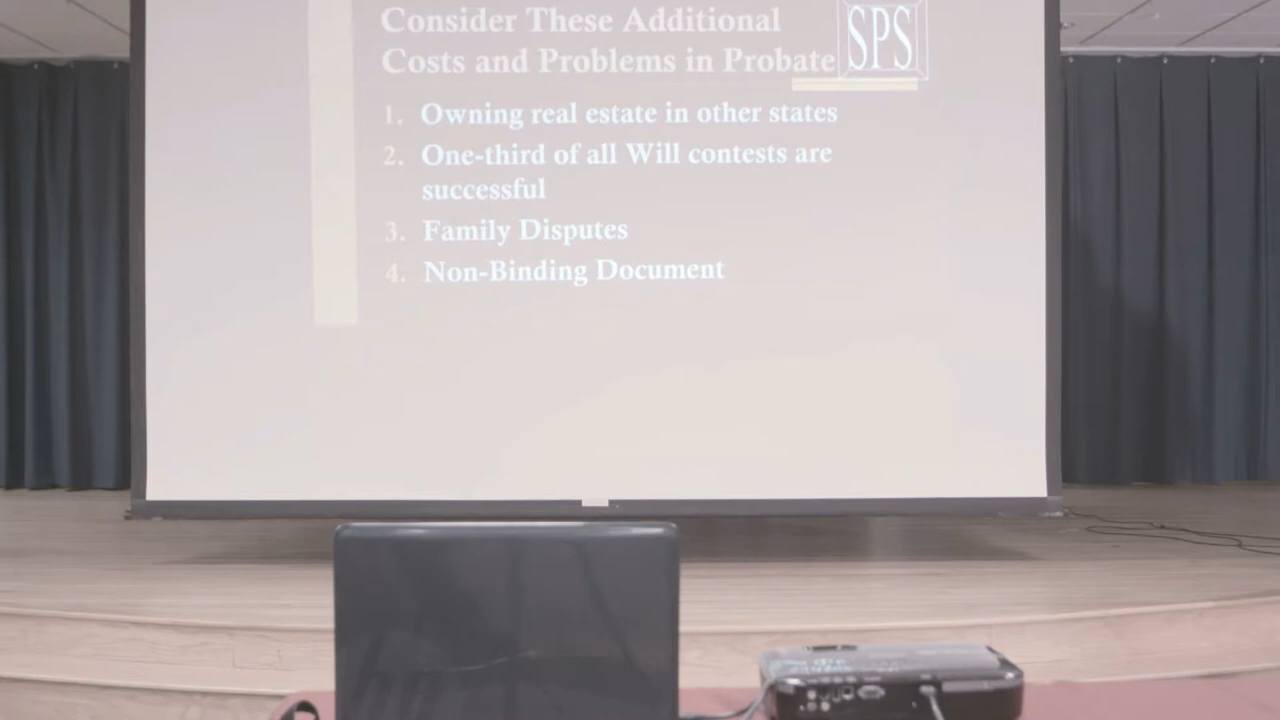 Consider These Additional
Costs and Problems in Probate
SPS
1. Owning real estate in other states
2. One-third of all Will contests are
successful
3. Family Disputes
4. Non-Binding Document